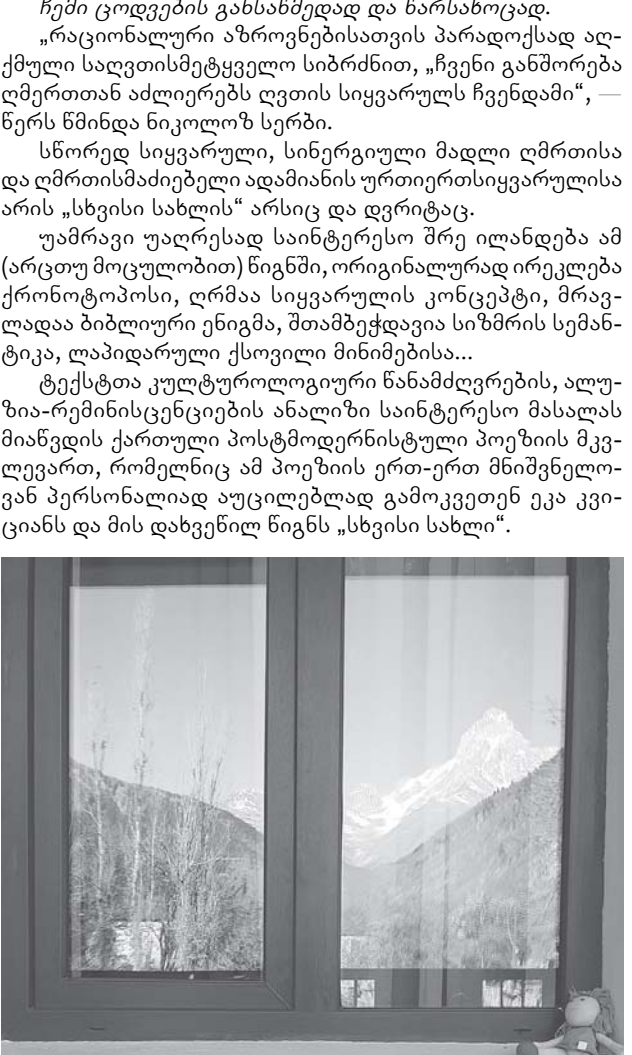 ჩემი ცოდვების განსაწმედად და წარსახოცად.
„რაციონალური აზროვნებისათვის პარადოქსად აღ-
ქმული საღვთისმეტყველო სიბრძნით, „ჩვენი განშორება
ღმერთთან აძლიერებს ღვთის სიყვარულს ჩვენდამი“, —
წერს წმინდა ნიკოლოზ სერბი.
სწორედ სიყვარული, სინერგიული მადლი ღმრთისა
და ღმრთისმაძიებელი ადამიანის ურთიერთსიყვარულისა
არის „სხვისი სახლის“ არსიც და დვრიტაც.
უამრავი უაღრესად საინტერესო შრე ილანდება ამ
(არცთუ მოცულობით) წიგნში, ორიგინალურად ირეკლება
ქრონოტოპოსი, ღრმაა სიყვარულის კონცეპტი, მრავ-
ლადაა ბიბლიური ენიგმა, შთამბეჭდავია სიზმრის სემან-
ტიკა, ლაპიდარული ქსოვილი მინიმებისა...
ტექსტთა კულტუროლოგიური წანამძღვრების, ალუ-
ზია-რემინისცენციების ანალიზი საინტერესო მასალას
მიაწვდის ქართული პოსტმოდერნისტული პოეზიის მკვ-
ლევართ, რომელნიც ამ პოეზიის ერთ-ერთ მნიშვნელო-
ვან პერსონალიად აუცილებლად გამოკვეთენ ეკა კვი-
ციანს და მის დახვეწილ წიგნს „სხვისი სახლი“.